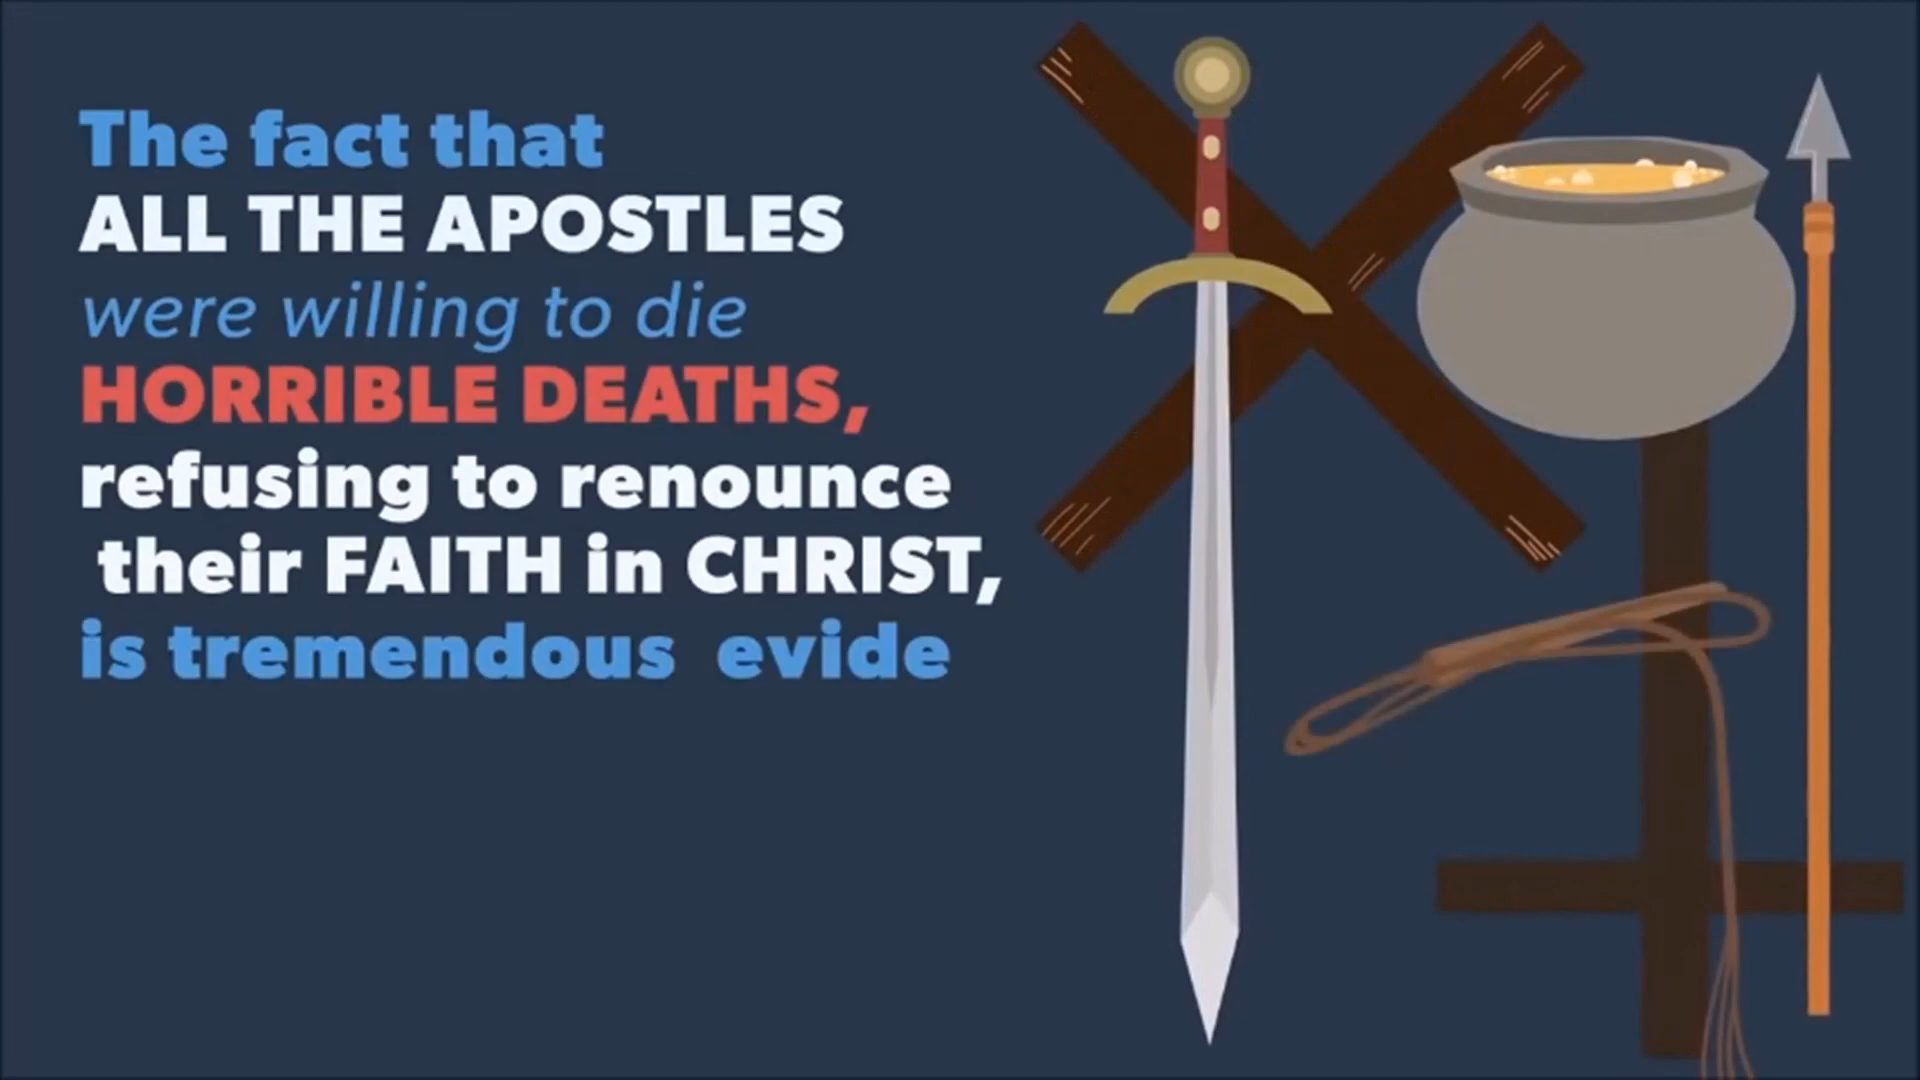 The fact that
ALL THE APOSTLES
were willing to die
HORRIBLE DEATHS,
refusing to renounce
their FAITH in CHRIST,
is tremendous evide